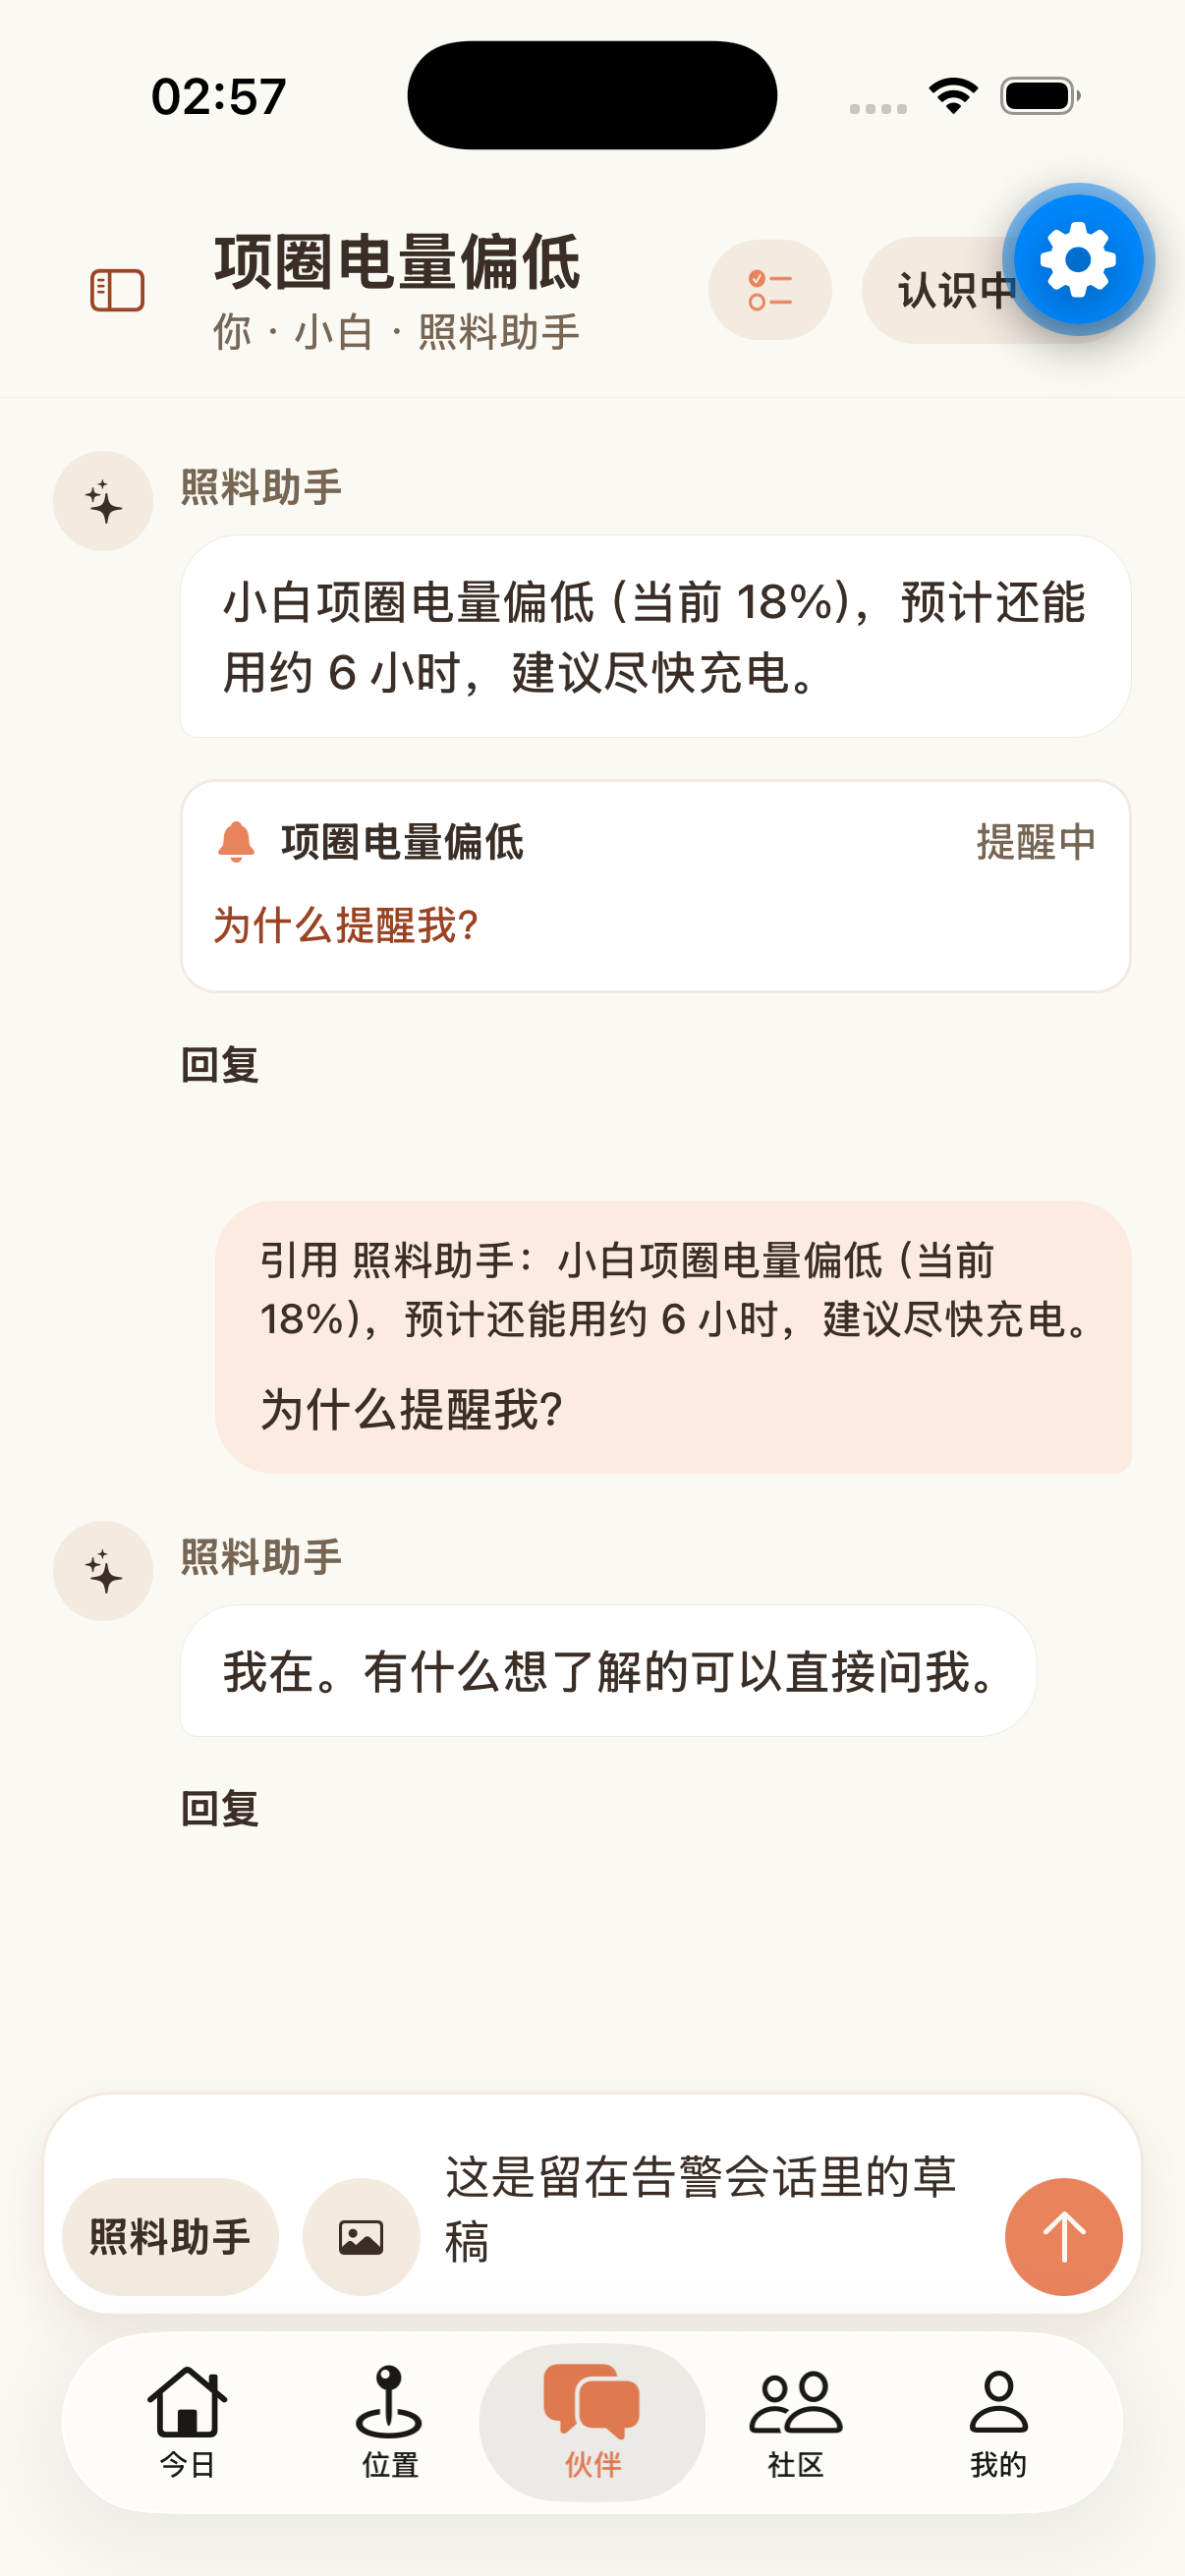 02:57
项圈电量偏低
你 · 小白 · 照料助手
认识中
照料助手
小白项圈电量偏低（当前 18%），预计还能
用约 6 小时，建议尽快充电。
项圈电量偏低
提醒中
为什么提醒我？
回复
引用 照料助手：小白项圈电量偏低（当前
18%），预计还能用约 6 小时，建议尽快充电。
为什么提醒我？
照料助手
我在。有什么想了解的可以直接问我。
回复
照料助手
这是留在告警会话里的草
稿
今日
位置
伙伴
社区
我的